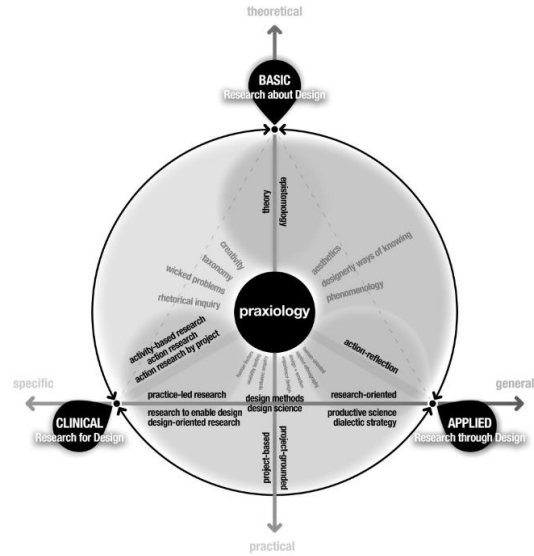 theoretical
BASIC
Research about Design
theory
epistomology
creativity
taxonomy
wicked problems
rhetorical inquiry
aesthetics
designerly ways of knowing
phenomenology
praxiology
activity-based research
action research
action research by project
action-reflection
specific
general
practice-led research
design methods
design science
research-oriented
research to enable design
design-oriented research
productive science
dialectic strategy
CLINICAL
Research for Design
APPLIED
Research through Design
project-based
project-grounded
practical